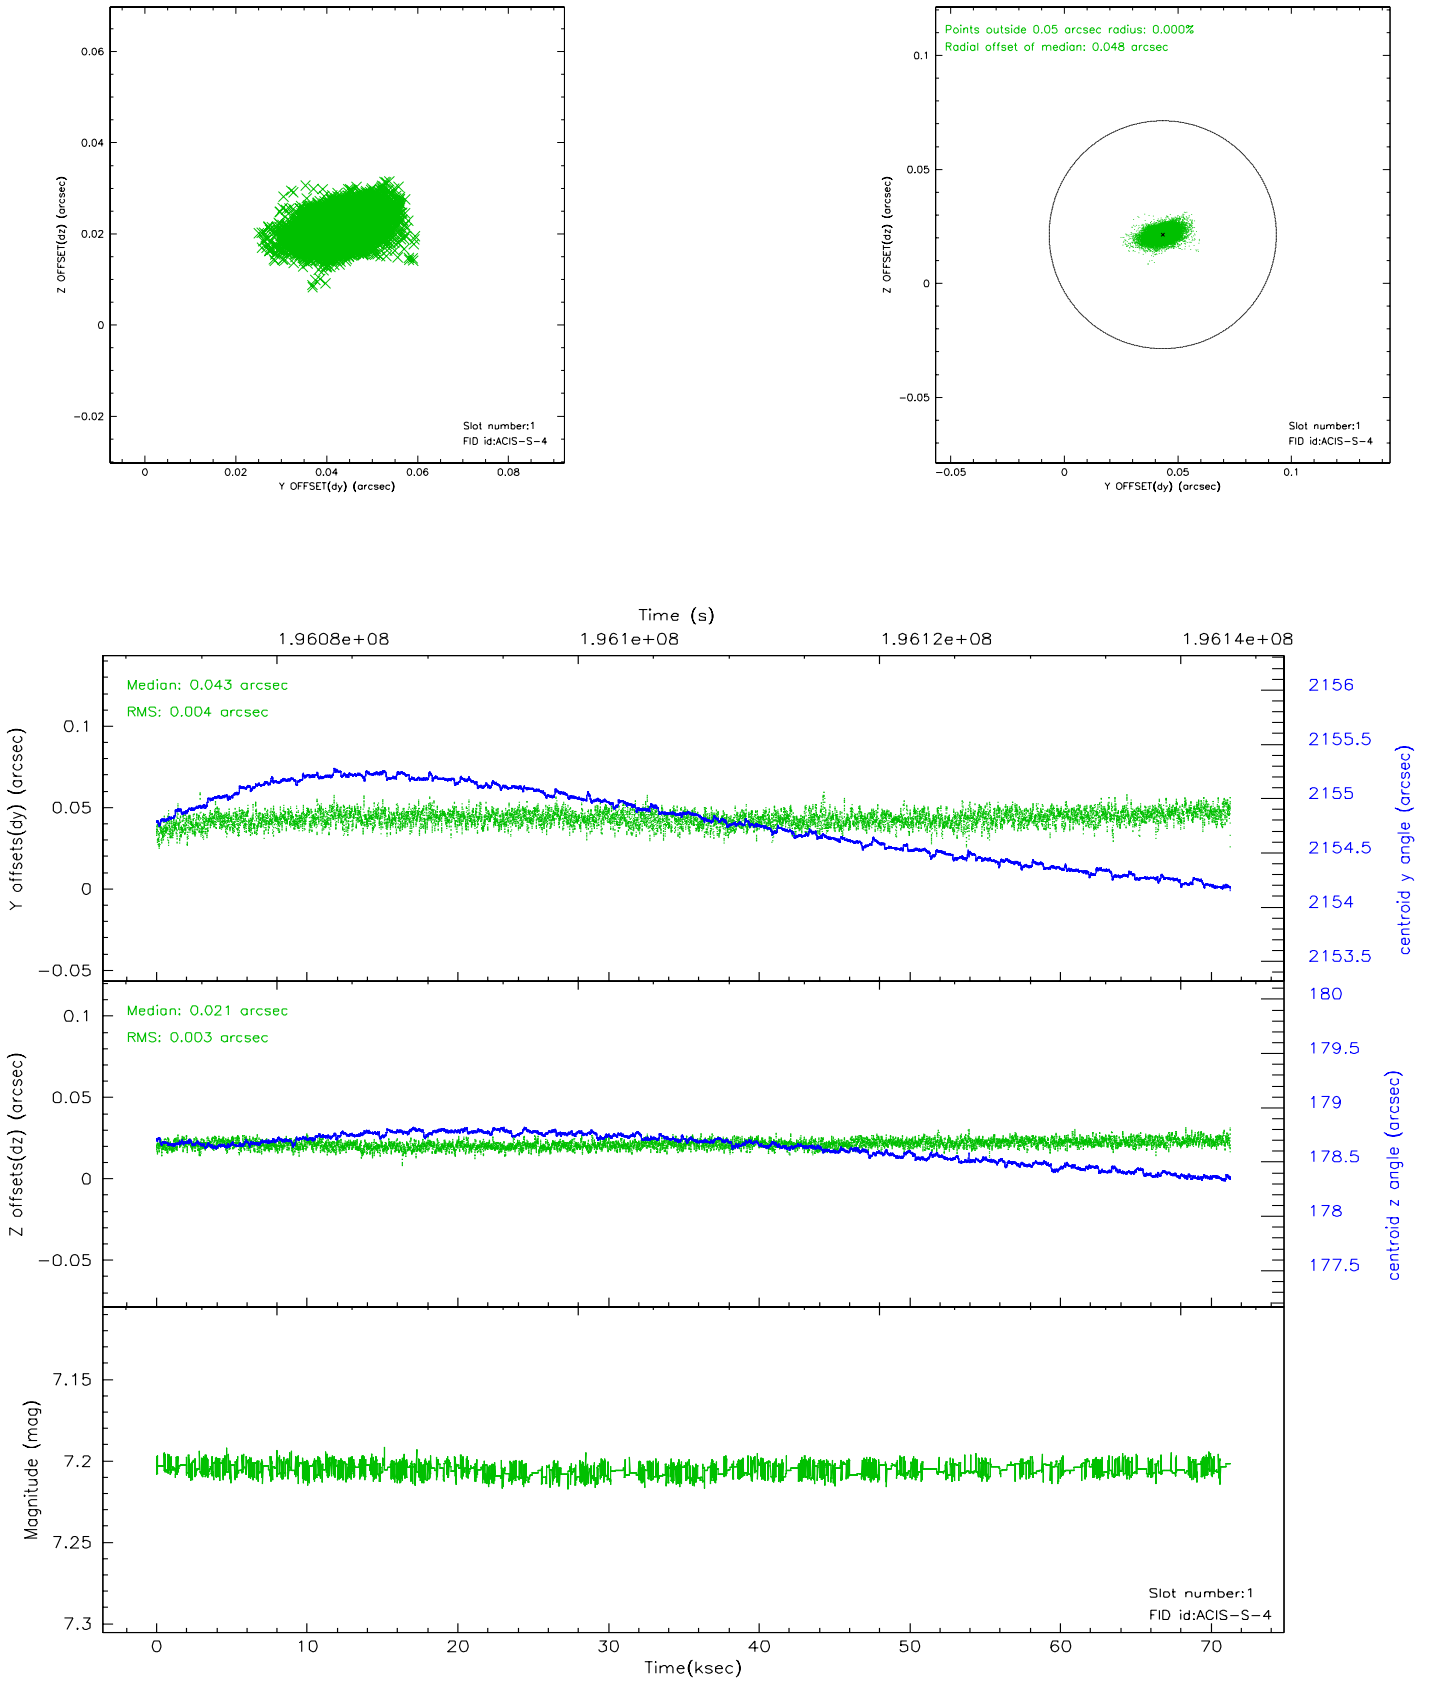 0.06
0.04
0.02
0
−0.02
Z OFFSET(dz) (arcsec)
Slot number:1
FID id:ACIS−S−4
0 0.02 0.04 0.06 0.08
Y OFFSET(dy) (arcsec)
Points outside 0.05 arcsec radius: 0.000%
Radial offset of median: 0.048 arcsec
0.1
0.05
0
−0.05
Z OFFSET(dz) (arcsec)
Slot number:1
FID id:ACIS−S−4
−0.05 0 0.05 0.1
Y OFFSET(dy) (arcsec)
Time (s)
1.9608e+08 1.961e+08 1.9612e+08 1.9614e+08
Median: 0.043 arcsec
RMS: 0.004 arcsec
0.1
0.05
0
−0.05
Y offsets(dy) (arcsec)
2156
2155.5
2155
2154.5
2154
2153.5
centroid y angle (arcsec)
Median: 0.021 arcsec
RMS: 0.003 arcsec
0.1
0.05
0
−0.05
Z offsets(dz) (arcsec)
180
179.5
179
178.5
178
177.5
centroid z angle (arcsec)
7.15
7.2
7.25
7.3
Magnitude (mag)
Slot number:1
FID id:ACIS−S−4
0 10 20 30 40 50 60 70
Time(ksec)